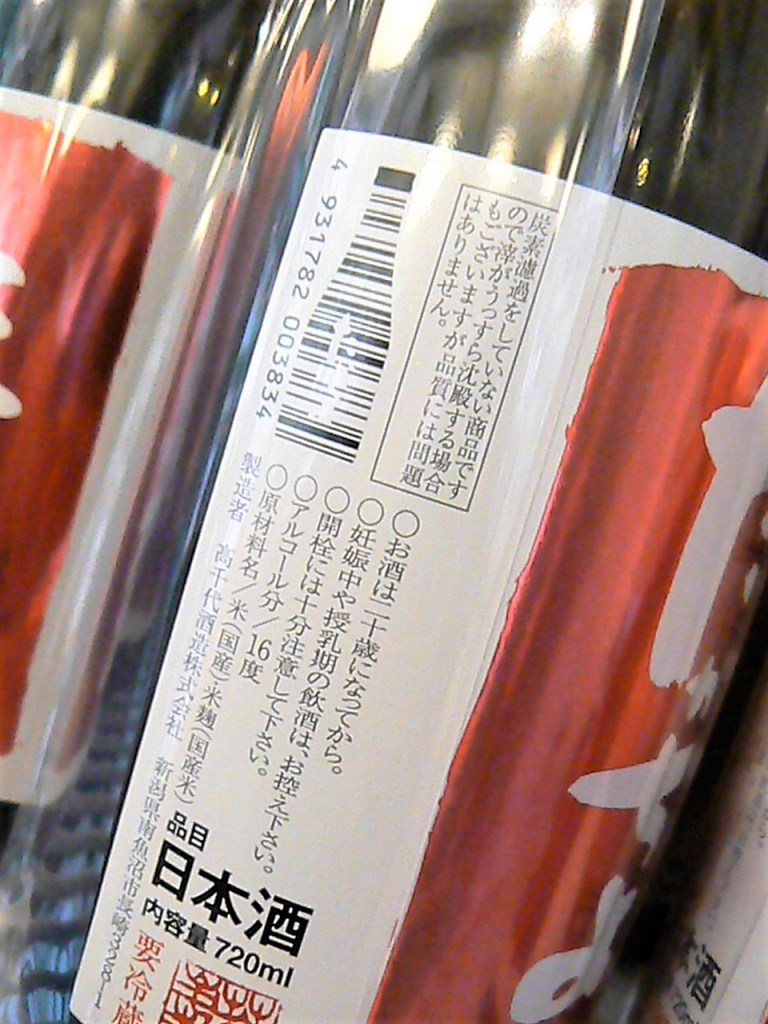 炭素濾過をしていない商品です
ので滓がうっすら沈殿する場合
もございますが品質には問題
はありません。
4 931782 003834
○お酒は二十歳になってから。
○妊娠中や授乳期の飲酒は、お控え下さい。
○開栓には十分注意して下さい。
○アルコール分/16度
○原材料名/米(国産)米麹(国産米)
製造者 高千代酒造株式会社 新潟県南魚沼市長崎328-1
品目
日本酒
内容量 720ml
要冷蔵
たかちよ
本酒